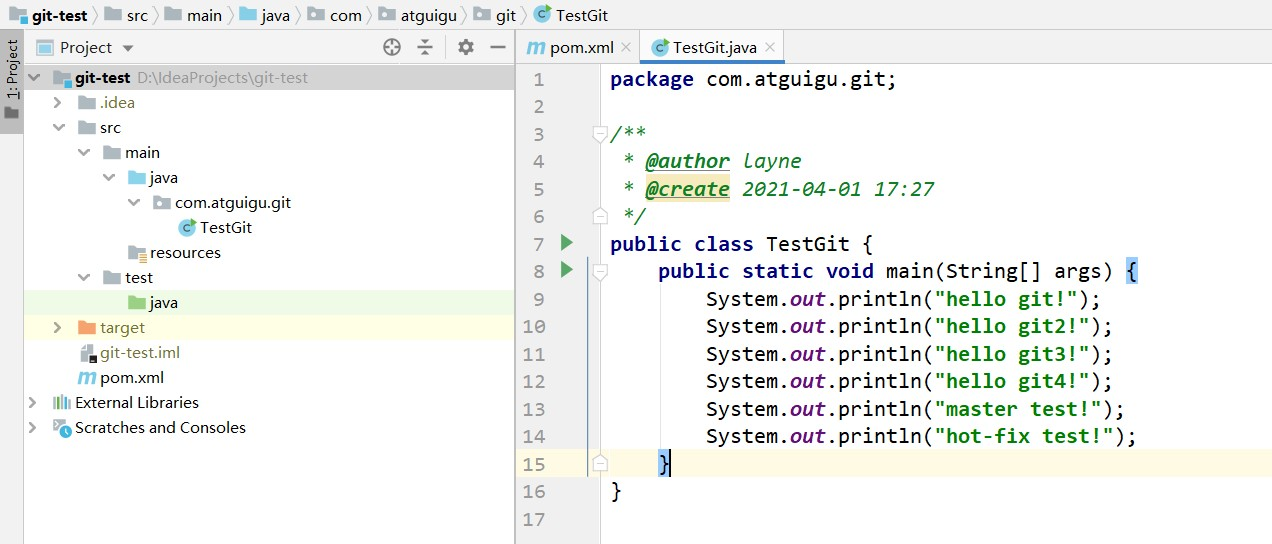 git-test src main java com atguigu git TestGit
1: Project
Project
git-test D:\IdeaProjects\git-test
.idea
src
main
java
com.atguigu.git
TestGit
resources
test
java
target
git-test.iml
pom.xml
External Libraries
Scratches and Consoles
pom.xml TestGit.java
1 package com.atguigu.git;
2
3 /**
4 * @author layne
5 * @create 2021-04-01 17:27
6 */
7 public class TestGit {
8 public static void main(String[] args) {
9 System.out.println("hello git!");
10 System.out.println("hello git2!");
11 System.out.println("hello git3!");
12 System.out.println("hello git4!");
13 System.out.println("master test!");
14 System.out.println("hot-fix test!");
15 }
16 }
17